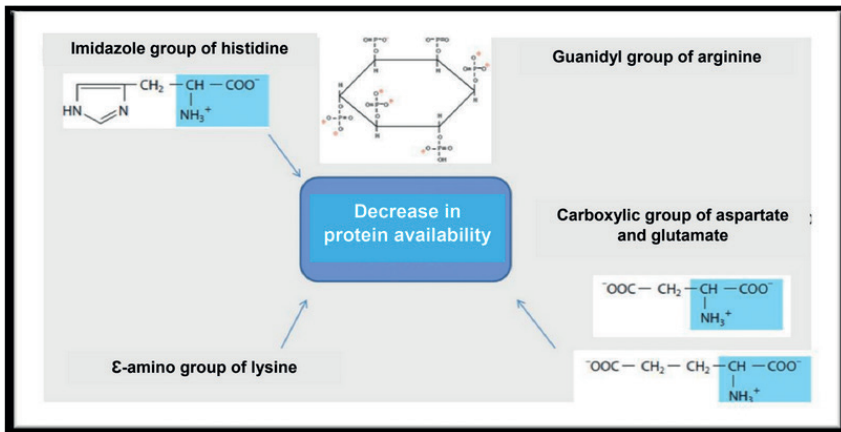 Imidazole group of histidine
Guanidyl group of arginine
CH₂ — CH — COO⁻
HN
N
NH₃⁺
Decrease in
protein availability
Carboxylic group of aspartate
and glutamate
⁻OOC — CH₂ — CH — COO⁻
NH₃⁺
Ɛ-amino group of lysine
⁻OOC — CH₂ — CH₂ — CH — COO⁻
NH₃⁺